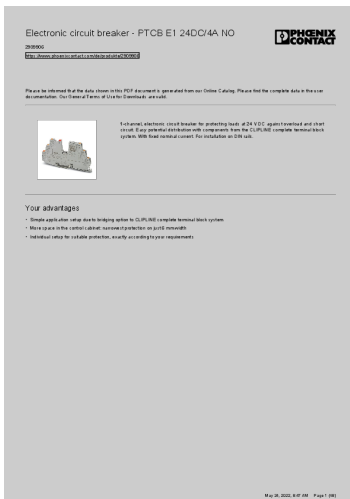 Electronic circuit breaker - PTCB E1 24DC/4A NO
PHŒNIX
CONTACT
2909906
https://www.phoenixcontact.com/de/produkte/2909906
Please be informed that the data shown in this PDF document is generated from our Online Catalog. Please find the complete data in the user
documentation. Our General Terms of Use for Downloads are valid.
1-channel, electronic circuit breaker for protecting loads at 24 V DC against overload and short
circuit. Easy potential distribution with components from the CLIPLINE complete terminal block
system. With fixed nominal current. For installation on DIN rails.
Your advantages
• Simple application setup due to bridging option to CLIPLINE complete terminal block system
• More space in the control cabinet: narrowest protection on just 6 mm width
• Individual setup for suitable protection, exactly according to your requirements
May 26, 2022, 8:41 AM Page 1 (46)